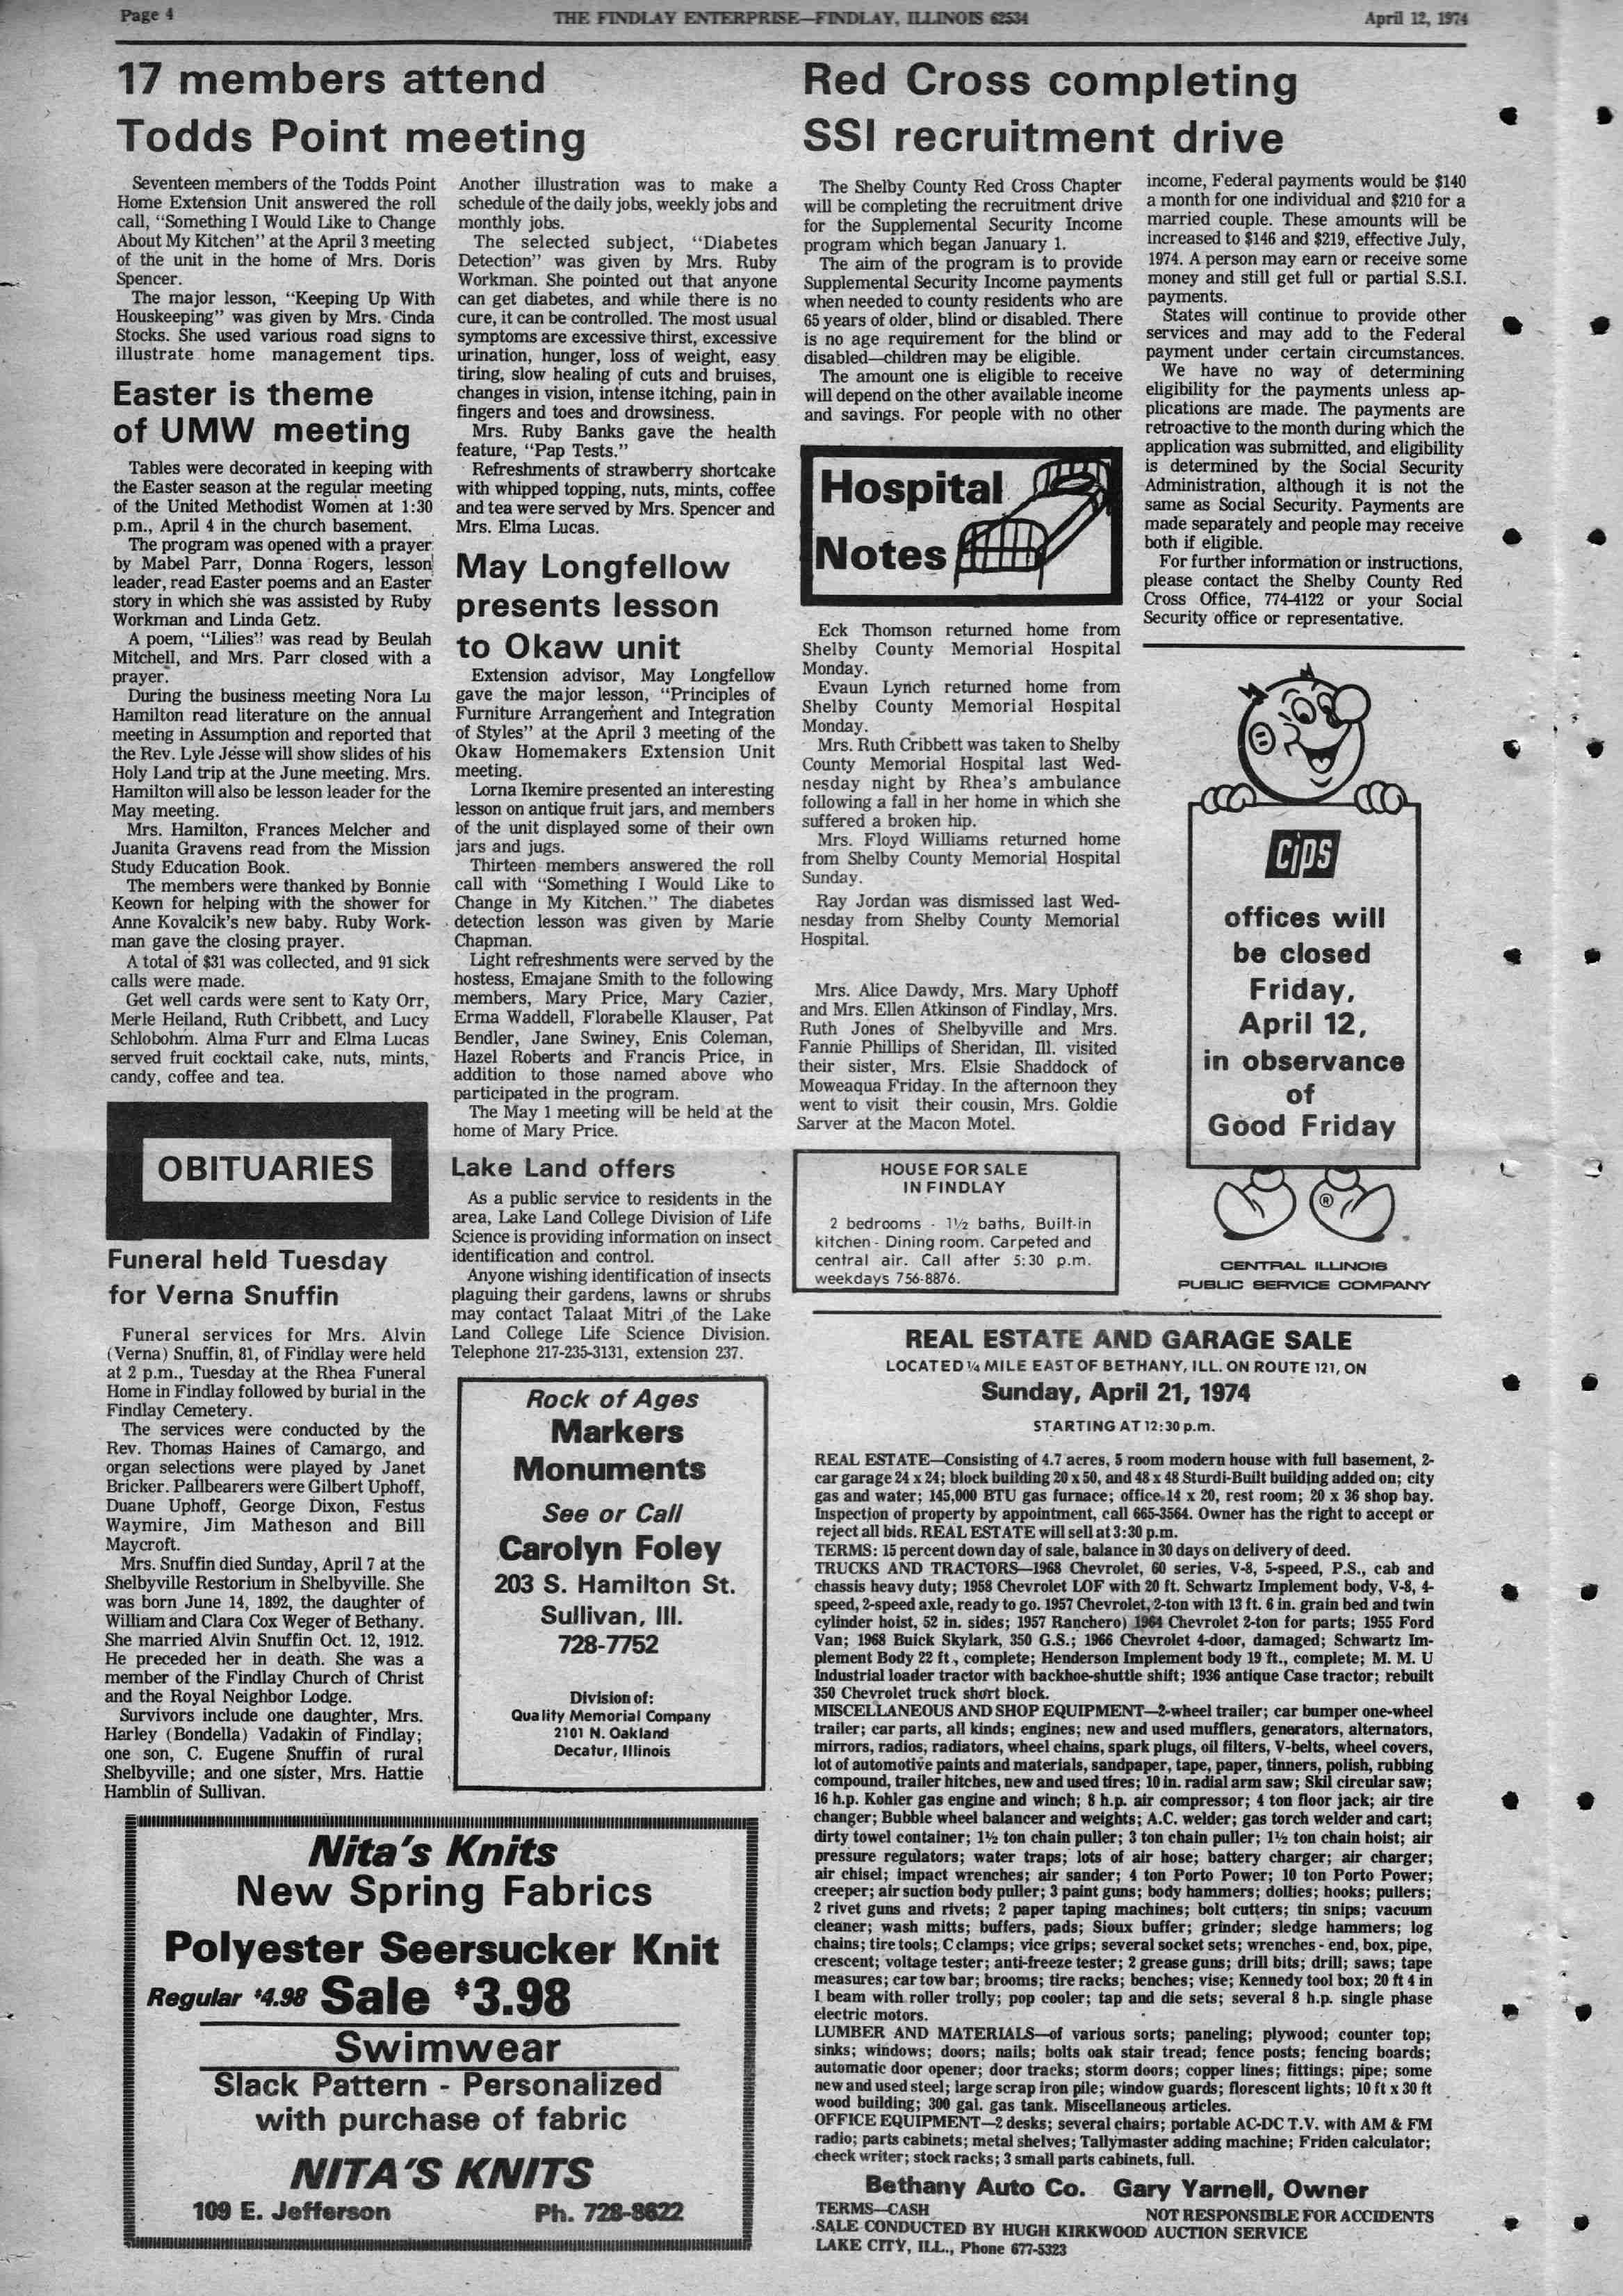 Page 4
THE FINDLAY ENTERPRISE—FINDLAY, ILLINOIS 62534
April 12, 1974
17 members attend
Todds Point meeting
Seventeen members of the Todds Point
Home Extension Unit answered the roll
call, "Something I Would Like to Change
About My Kitchen" at the April 3 meeting
of the unit in the home of Mrs. Doris
Spencer.
The major lesson, "Keeping Up With
Houskeeping" was given by Mrs. Cinda
Stocks. She used various road signs to
illustrate home management tips.
Another illustration was to make a
schedule of the daily jobs, weekly jobs and
monthly jobs.
The selected subject, "Diabetes
Detection" was given by Mrs. Ruby
Workman. She pointed out that anyone
can get diabetes, and while there is no
cure, it can be controlled. The most usual
symptoms are excessive thirst, excessive
urination, hunger, loss of weight, easy
tiring, slow healing of cuts and bruises,
changes in vision, intense itching, pain in
fingers and toes and drowsiness.
Mrs. Ruby Banks gave the health
feature, "Pap Tests."
Refreshments of strawberry shortcake
with whipped topping, nuts, mints, coffee
and tea were served by Mrs. Spencer and
Mrs. Elma Lucas.
Easter is theme
of UMW meeting
Tables were decorated in keeping with
the Easter season at the regular meeting
of the United Methodist Women at 1:30
p.m., April 4 in the church basement.
The program was opened with a prayer
by Mabel Parr, Donna Rogers, lesson
leader, read Easter poems and an Easter
story in which she was assisted by Ruby
Workman and Linda Getz.
A poem, "Lilies" was read by Beulah
Mitchell, and Mrs. Parr closed with a
prayer.
During the business meeting Nora Lu
Hamilton read literature on the annual
meeting in Assumption and reported that
the Rev. Lyle Jesse will show slides of his
Holy Land trip at the June meeting. Mrs.
Hamilton will also be lesson leader for the
May meeting.
Mrs. Hamilton, Frances Melcher and
Juanita Gravens read from the Mission
Study Education Book.
The members were thanked by Bonnie
Keown for helping with the shower for
Anne Kovalcik's new baby. Ruby Work-
man gave the closing prayer.
A total of $31 was collected, and 91 sick
calls were made.
Get well cards were sent to Katy Orr,
Merle Heiland, Ruth Cribbett, and Lucy
Schlobohm. Alma Furr and Elma Lucas
served fruit cocktail cake, nuts, mints,
candy, coffee and tea.
May Longfellow
presents lesson
to Okaw unit
Extension advisor, May Longfellow
gave the major lesson, "Principles of
Furniture Arrangement and Integration
of Styles" at the April 3 meeting of the
Okaw Homemakers Extension Unit
meeting.
Lorna Ikemire presented an interesting
lesson on antique fruit jars, and members
of the unit displayed some of their own
jars and jugs.
Thirteen members answered the roll
call with "Something I Would Like to
Change in My Kitchen." The diabetes
detection lesson was given by Marie
Chapman.
Light refreshments were served by the
hostess, Emajane Smith to the following
members, Mary Price, Mary Cazier,
Erma Waddell, Florabelle Klauser, Pat
Bendler, Jane Swiney, Enis Coleman,
Hazel Roberts and Francis Price, in
addition to those named above who
participated in the program.
The May 1 meeting will be held at the
home of Mary Price.
OBITUARIES
Funeral held Tuesday
for Verna Snuffin
Funeral services for Mrs. Alvin
(Verna) Snuffin, 81, of Findlay were held
at 2 p.m., Tuesday at the Rhea Funeral
Home in Findlay followed by burial in the
Findlay Cemetery.
The services were conducted by the
Rev. Thomas Haines of Camargo, and
organ selections were played by Janet
Bricker. Pallbearers were Gilbert Uphoff,
Duane Uphoff, George Dixon, Festus
Waymire, Jim Matheson and Bill
Maycroft.
Mrs. Snuffin died Sunday, April 7 at the
Shelbyville Restorium in Shelbyville. She
was born June 14, 1892, the daughter of
William and Clara Cox Weger of Bethany.
She married Alvin Snuffin Oct. 12, 1912.
He preceded her in death. She was a
member of the Findlay Church of Christ
and the Royal Neighbor Lodge.
Survivors include one daughter, Mrs.
Harley (Bondella) Vadakin of Findlay;
one son, C. Eugene Snuffin of rural
Shelbyville; and one sister, Mrs. Hattie
Hamblin of Sullivan.
Lake Land offers
As a public service to residents in the
area, Lake Land College Division of Life
Science is providing information on insect
identification and control.
Anyone wishing identification of insects
plaguing their gardens, lawns or shrubs
may contact Talaat Mitri of the Lake
Land College Life Science Division.
Telephone 217-235-3131, extension 237.
Rock of Ages
Markers
Monuments
See or Call
Carolyn Foley
203 S. Hamilton St.
Sullivan, Ill.
728-7752
Division of:
Quality Memorial Company
2101 N. Oakland
Decatur, Illinois
Nita's Knits
New Spring Fabrics
Polyester Seersucker Knit
Regular $4.98 Sale $3.98
Swimwear
Slack Pattern - Personalized
with purchase of fabric
NITA'S KNITS
109 E. Jefferson
Ph. 728-8622
Red Cross completing
SSI recruitment drive
The Shelby County Red Cross Chapter
will be completing the recruitment drive
for the Supplemental Security Income
program which began January 1.
The aim of the program is to provide
Supplemental Security Income payments
when needed to county residents who are
65 years of older, blind or disabled. There
is no age requirement for the blind or
disabled—children may be eligible.
The amount one is eligible to receive
will depend on the other available income
and savings. For people with no other
income, Federal payments would be $140
a month for one individual and $210 for a
married couple. These amounts will be
increased to $146 and $219, effective July,
1974. A person may earn or receive some
money and still get full or partial S.S.I.
payments.
States will continue to provide other
services and may add to the Federal
payment under certain circumstances.
We have no way of determining
eligibility for the payments unless ap-
plications are made. The payments are
retroactive to the month during which the
application was submitted, and eligibility
is determined by the Social Security
Administration, although it is not the
same as Social Security. Payments are
made separately and people may receive
both if eligible.
For further information or instructions,
please contact the Shelby County Red
Cross Office, 774-4122 or your Social
Security office or representative.
Hospital
Notes
Eck Thomson returned home from
Shelby County Memorial Hospital
Monday.
Evaun Lynch returned home from
Shelby County Memorial Hospital
Monday.
Mrs. Ruth Cribbett was taken to Shelby
County Memorial Hospital last Wed-
nesday night by Rhea's ambulance
following a fall in her home in which she
suffered a broken hip.
Mrs. Floyd Williams returned home
from Shelby County Memorial Hospital
Sunday.
Ray Jordan was dismissed last Wed-
nesday from Shelby County Memorial
Hospital.
Mrs. Alice Dawdy, Mrs. Mary Uphoff
and Mrs. Ellen Atkinson of Findlay, Mrs.
Ruth Jones of Shelbyville and Mrs.
Fannie Phillips of Sheridan, Ill. visited
their sister, Mrs. Elsie Shaddock of
Moweaqua Friday. In the afternoon they
went to visit their cousin, Mrs. Goldie
Sarver at the Macon Motel.
HOUSE FOR SALE
IN FINDLAY
2 bedrooms - 1½ baths, Built-in
kitchen - Dining room. Carpeted and
central air. Call after 5:30 p.m.
weekdays 756-8876.
CIPS
offices will
be closed
Friday,
April 12,
in observance
of
Good Friday
®
CENTRAL ILLINOIS
PUBLIC SERVICE COMPANY
REAL ESTATE AND GARAGE SALE
LOCATED ¼ MILE EAST OF BETHANY, ILL. ON ROUTE 121, ON
Sunday, April 21, 1974
STARTING AT 12:30 p.m.
REAL ESTATE—Consisting of 4.7 acres, 5 room modern house with full basement, 2-
car garage 24 x 24; block building 20 x 50, and 48 x 48 Sturdi-Built building added on; city
gas and water; 145,000 BTU gas furnace; office 14 x 20, rest room; 20 x 36 shop bay.
Inspection of property by appointment, call 665-3564. Owner has the right to accept or
reject all bids. REAL ESTATE will sell at 3:30 p.m.
TERMS: 15 percent down day of sale, balance in 30 days on delivery of deed.
TRUCKS AND TRACTORS—1968 Chevrolet, 60 series, V-8, 5-speed, P.S., cab and
chassis heavy duty; 1958 Chevrolet LOF with 20 ft. Schwartz Implement body, V-8, 4-
speed, 2-speed axle, ready to go. 1957 Chevrolet, 2-ton with 13 ft. 6 in. grain bed and twin
cylinder hoist, 52 in. sides; 1957 Ranchero) 1964 Chevrolet 2-ton for parts; 1955 Ford
Van; 1968 Buick Skylark, 350 G.S.; 1966 Chevrolet 4-door, damaged; Schwartz Im-
plement Body 22 ft., complete; Henderson Implement body 19 ft., complete; M. M. U
Industrial loader tractor with backhoe-shuttle shift; 1936 antique Case tractor; rebuilt
350 Chevrolet truck short block.
MISCELLANEOUS AND SHOP EQUIPMENT—2-wheel trailer; car bumper one-wheel
trailer; car parts, all kinds; engines; new and used mufflers, generators, alternators,
mirrors, radios, radiators, wheel chains, spark plugs, oil filters, V-belts, wheel covers,
lot of automotive paints and materials, sandpaper, tape, paper, tinners, polish, rubbing
compound, trailer hitches, new and used tires; 10 in. radial arm saw; Skil circular saw;
16 h.p. Kohler gas engine and winch; 8 h.p. air compressor; 4 ton floor jack; air tire
changer; Bubble wheel balancer and weights; A.C. welder; gas torch welder and cart;
dirty towel container; 1½ ton chain puller; 3 ton chain puller; 1½ ton chain hoist; air
pressure regulators; water traps; lots of air hose; battery charger; air charger;
air chisel; impact wrenches; air sander; 4 ton Porto Power; 10 ton Porto Power;
creeper; air suction body puller; 3 paint guns; body hammers; dollies; hooks; pullers;
2 rivet guns and rivets; 2 paper taping machines; bolt cutters; tin snips; vacuum
cleaner; wash mitts; buffers, pads; Sioux buffer; grinder; sledge hammers; log
chains; tire tools; C clamps; vice grips; several socket sets; wrenches - end, box, pipe,
crescent; voltage tester; anti-freeze tester; 2 grease guns; drill bits; drill; saws; tape
measures; car tow bar; brooms; tire racks; benches; vise; Kennedy tool box; 20 ft 4 in
I beam with roller trolly; pop cooler; tap and die sets; several 8 h.p. single phase
electric motors.
LUMBER AND MATERIALS—of various sorts; paneling; plywood; counter top;
sinks; windows; doors; nails; bolts oak stair tread; fence posts; fencing boards;
automatic door opener; door tracks; storm doors; copper lines; fittings; pipe; some
new and used steel; large scrap iron pile; window guards; florescent lights; 10 ft x 30 ft
wood building; 300 gal. gas tank. Miscellaneous articles.
OFFICE EQUIPMENT—2 desks; several chairs; portable AC-DC T.V. with AM & FM
radio; parts cabinets; metal shelves; Tallymaster adding machine; Friden calculator;
check writer; stock racks; 3 small parts cabinets, full.
Bethany Auto Co. Gary Yarnell, Owner
TERMS—CASH NOT RESPONSIBLE FOR ACCIDENTS
SALE CONDUCTED BY HUGH KIRKWOOD AUCTION SERVICE
LAKE CITY, ILL., Phone 677-5323